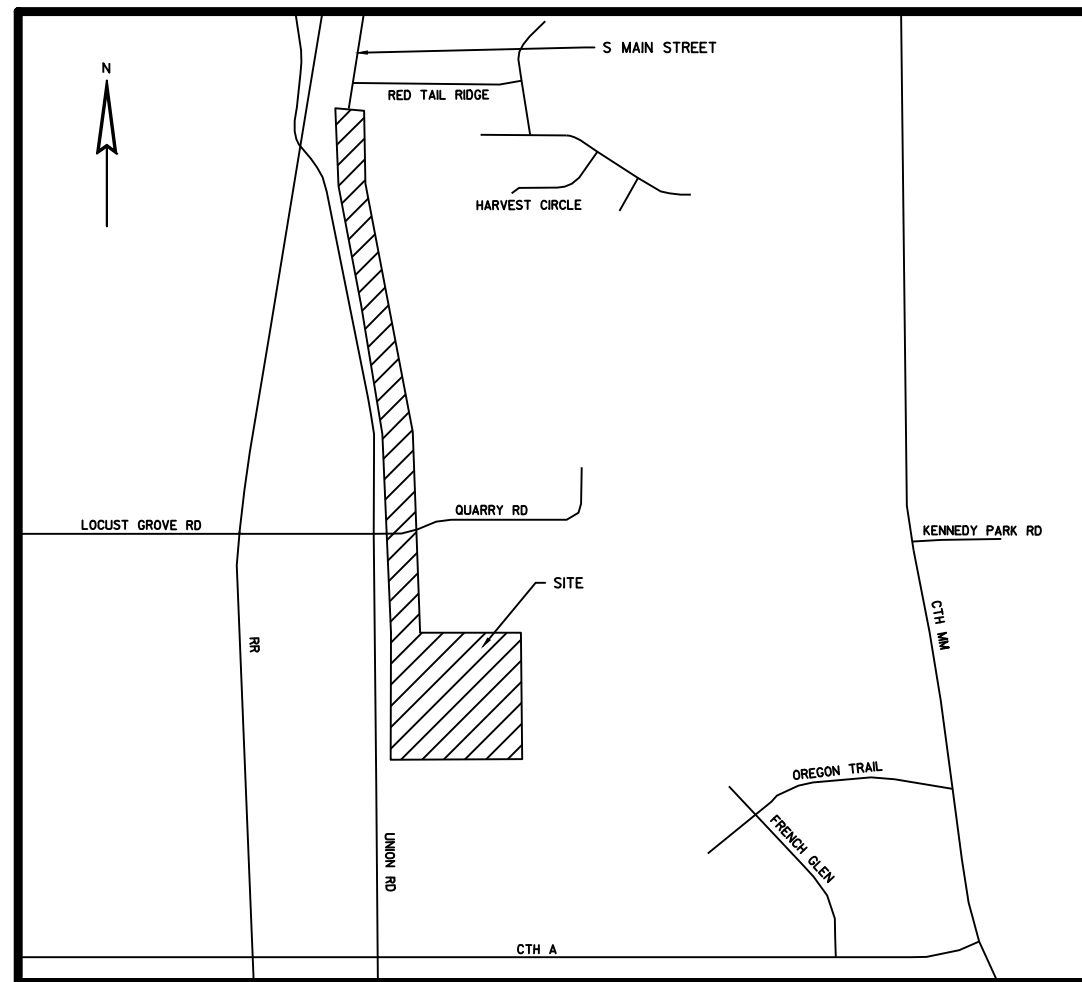 S MAIN STREET
N
RED TAIL RIDGE
HARVEST CIRCLE
QUARRY RD
LOCUST GROVE RD
KENNEDY PARK RD
SITE
CTH MM
RR
OREGON TRAIL
FRENCH GLEN
UNION RD
CTH A